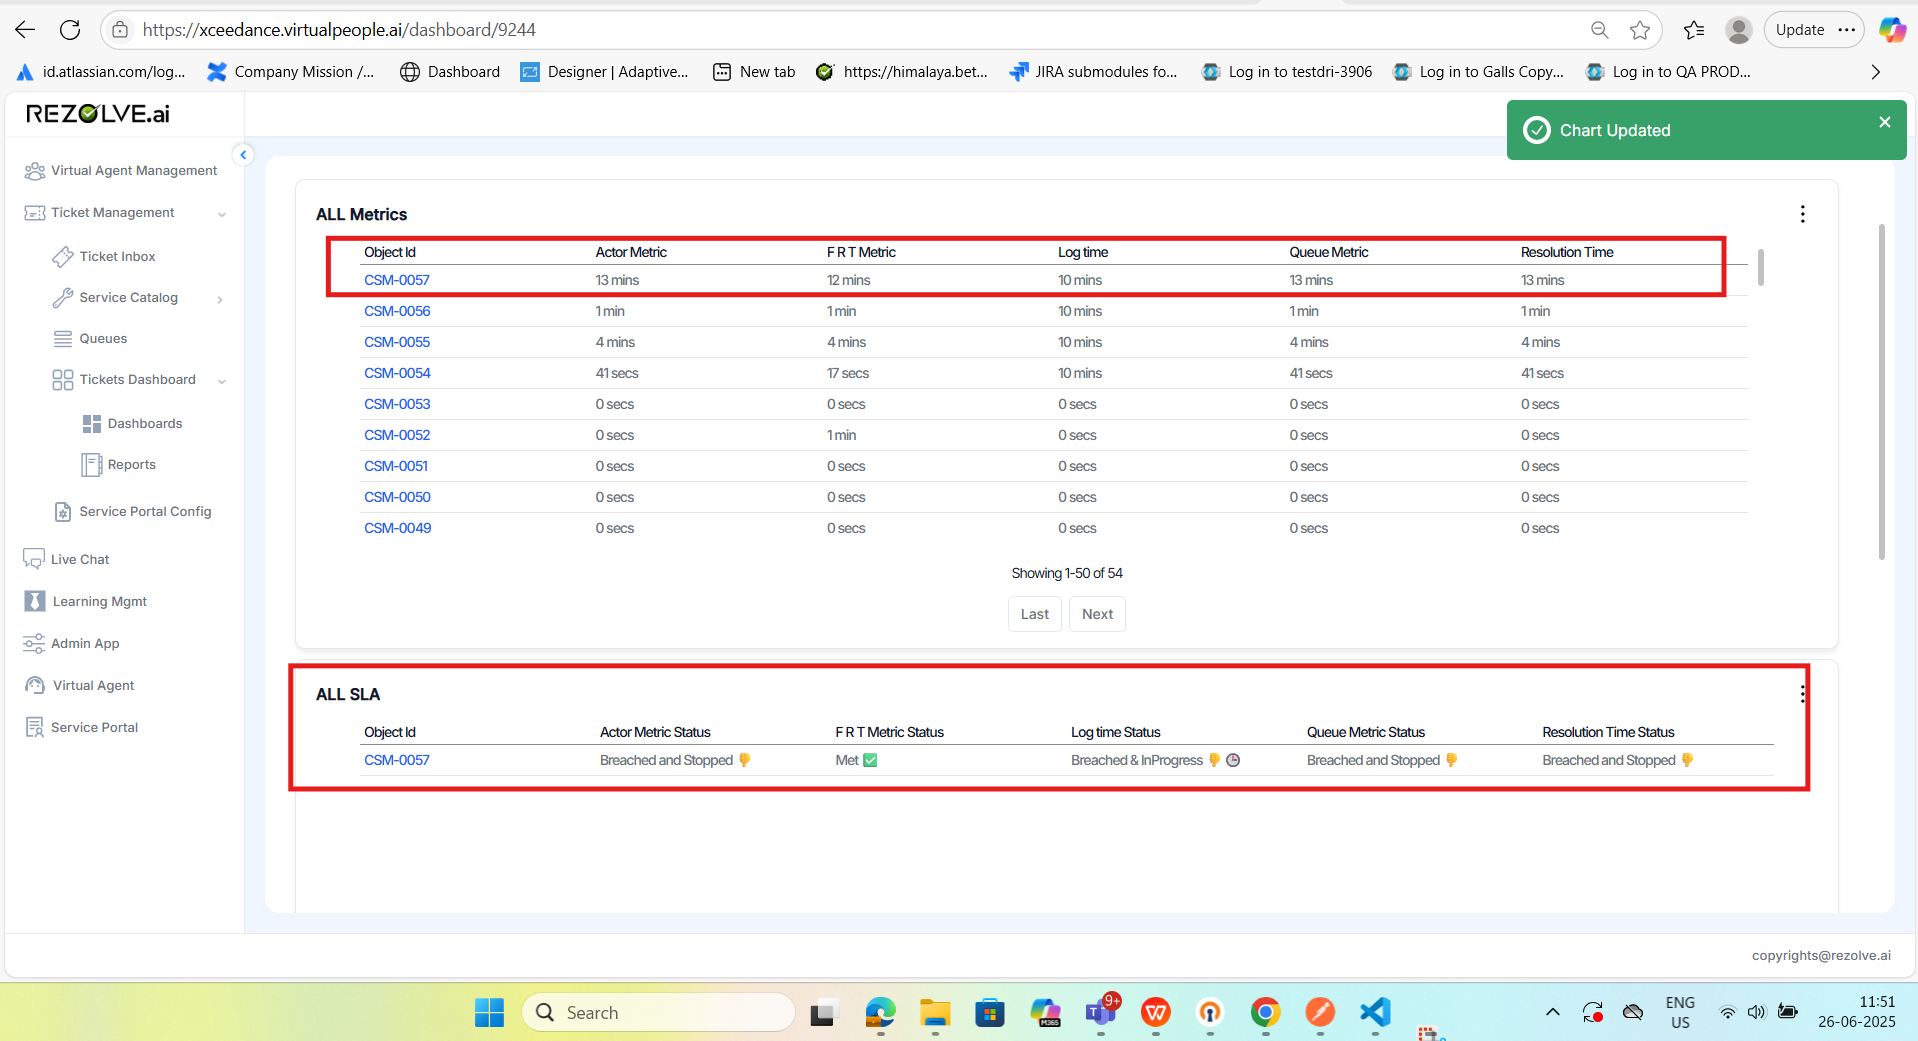 https://xceedance.virtualpeople.ai/dashboard/9244
Update
id.atlassian.com/log...
Company Mission /...
Dashboard
Designer | Adaptive...
New tab
https://himalaya.bet...
JIRA submodules fo...
Log in to testdri-3906
Log in to Galls Copy...
Log in to QA PROD...
REZOLVE.ai
Chart Updated
Virtual Agent Management
Ticket Management
Ticket Inbox
Service Catalog
Queues
Tickets Dashboard
Dashboards
Reports
Service Portal Config
Live Chat
Learning Mgmt
Admin App
Virtual Agent
Service Portal
ALL Metrics
Object Id Actor Metric F R T Metric Log time Queue Metric Resolution Time
CSM-0057 13 mins 12 mins 10 mins 13 mins 13 mins
CSM-0056 1 min 1 min 10 mins 1 min 1 min
CSM-0055 4 mins 4 mins 10 mins 4 mins 4 mins
CSM-0054 41 secs 17 secs 10 mins 41 secs 41 secs
CSM-0053 0 secs 0 secs 0 secs 0 secs 0 secs
CSM-0052 0 secs 1 min 0 secs 0 secs 0 secs
CSM-0051 0 secs 0 secs 0 secs 0 secs 0 secs
CSM-0050 0 secs 0 secs 0 secs 0 secs 0 secs
CSM-0049 0 secs 0 secs 0 secs 0 secs 0 secs
Showing 1-50 of 54
Last Next
ALL SLA
Object Id Actor Metric Status F R T Metric Status Log time Status Queue Metric Status Resolution Time Status
CSM-0057 Breached and Stopped 👎 Met ✅ Breached & InProgress 👎 🕒 Breached and Stopped 👎 Breached and Stopped 👎
copyrights@rezolve.ai
Search
M365
T
9+
W
ENG
US
11:51
26-06-2025